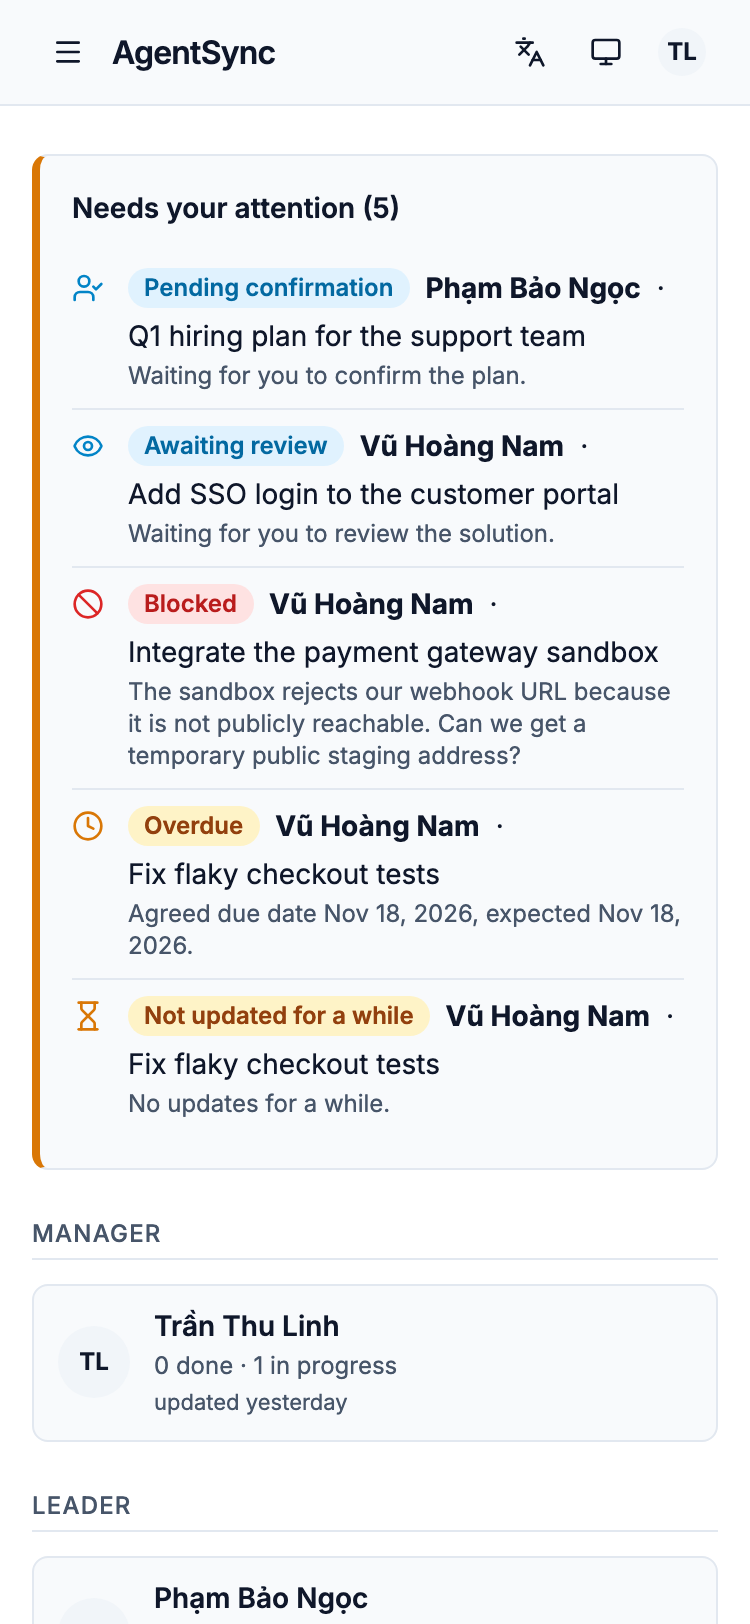 AgentSync
TL
Needs your attention (5)
Pending confirmation Phạm Bảo Ngọc ·
Q1 hiring plan for the support team
Waiting for you to confirm the plan.
Awaiting review Vũ Hoàng Nam ·
Add SSO login to the customer portal
Waiting for you to review the solution.
Blocked Vũ Hoàng Nam ·
Integrate the payment gateway sandbox
The sandbox rejects our webhook URL because
it is not publicly reachable. Can we get a
temporary public staging address?
Overdue Vũ Hoàng Nam ·
Fix flaky checkout tests
Agreed due date Nov 18, 2026, expected Nov 18,
2026.
Not updated for a while Vũ Hoàng Nam ·
Fix flaky checkout tests
No updates for a while.
MANAGER
TL
Trần Thu Linh
0 done · 1 in progress
updated yesterday
LEADER
Phạm Bảo Ngọc